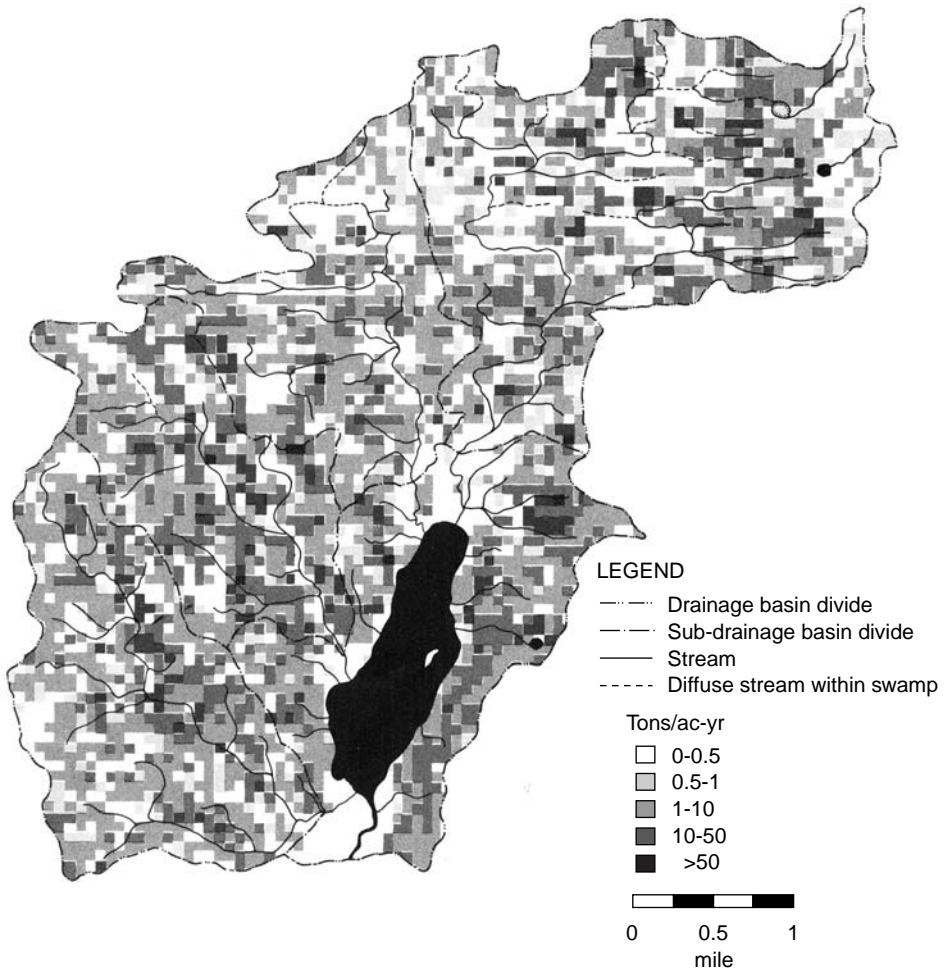 LEGEND
Drainage basin divide
Sub-drainage basin divide
Stream
Diffuse stream within swamp
Tons/ac-yr
0-0.5
0.5-1
1-10
10-50
>50
0 0.5 1
mile